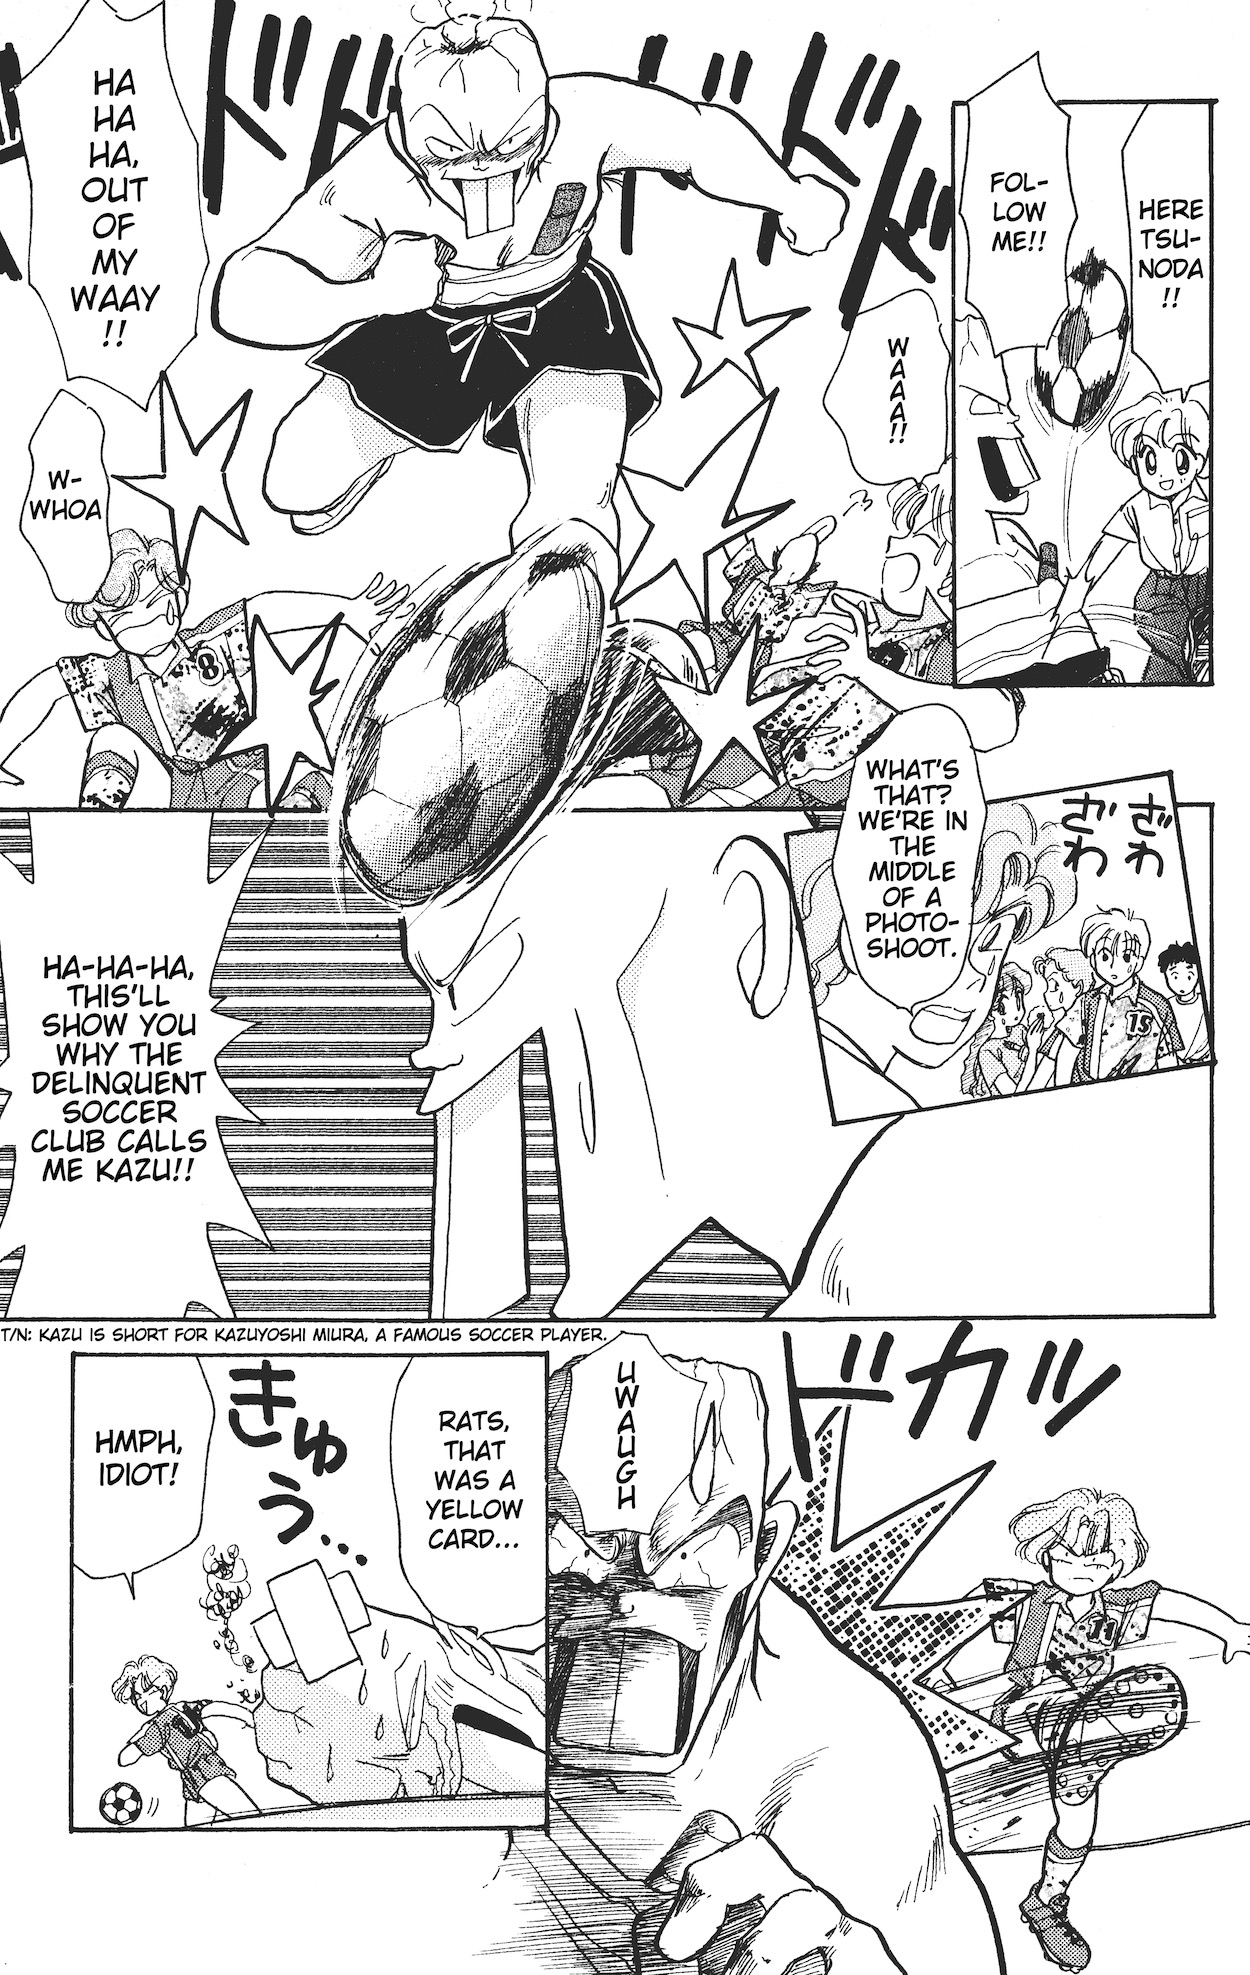 HERE
TSU-
NODA
!!
FOL-
LOW
ME!!
ドドドドドド
WAAA!!
HA
HA
HA,
OUT
OF
MY
WAAY
!!
W-
WHOA
8
ざわ
ざわ
WHAT'S
THAT?
WE'RE IN
THE
MIDDLE
OF A
PHOTO-
SHOOT.
15
HA-HA-HA,
THIS'LL
SHOW YOU
WHY THE
DELINQUENT
SOCCER
CLUB CALLS
ME KAZU!!
T/N: KAZU IS SHORT FOR KAZUYOSHI MIURA, A FAMOUS SOCCER PLAYER.
ドカッ
11
UWAUGH
RATS,
THAT
WAS A
YELLOW
CARD...
きゅう...
HMPH,
IDIOT!